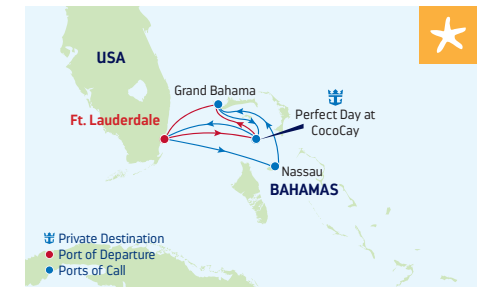 USA
Grand Bahama
Ft. Lauderdale
Perfect Day at
CocoCay
Nassau
BAHAMAS
Private Destination
Port of Departure
Ports of Call